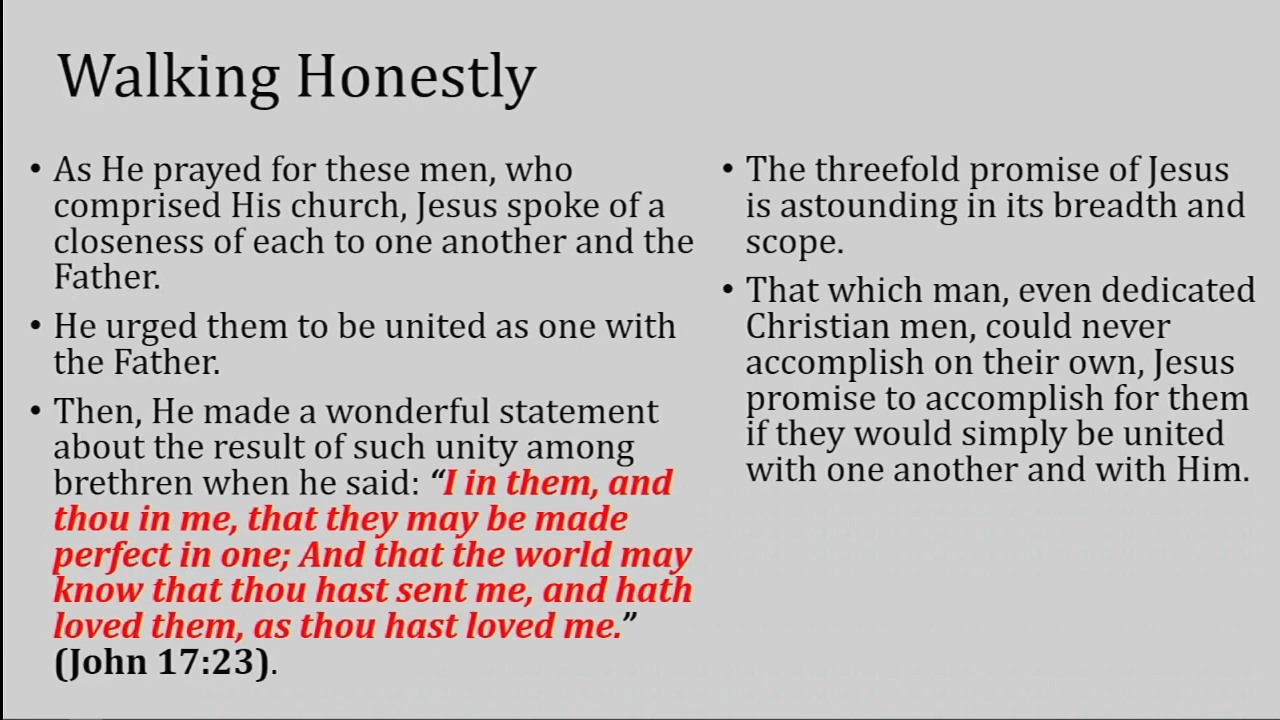 Walking Honestly
• As He prayed for these men, who
comprised His church, Jesus spoke of a
closeness of each to one another and the
Father.
• He urged them to be united as one with
the Father.
• Then, He made a wonderful statement
about the result of such unity among
brethren when he said: “I in them, and
thou in me, that they may be made
perfect in one; And that the world may
know that thou hast sent me, and hath
loved them, as thou hast loved me.”
(John 17:23).
• The threefold promise of Jesus
is astounding in its breadth and
scope.
• That which man, even dedicated
Christian men, could never
accomplish on their own, Jesus
promise to accomplish for them
if they would simply be united
with one another and with Him.